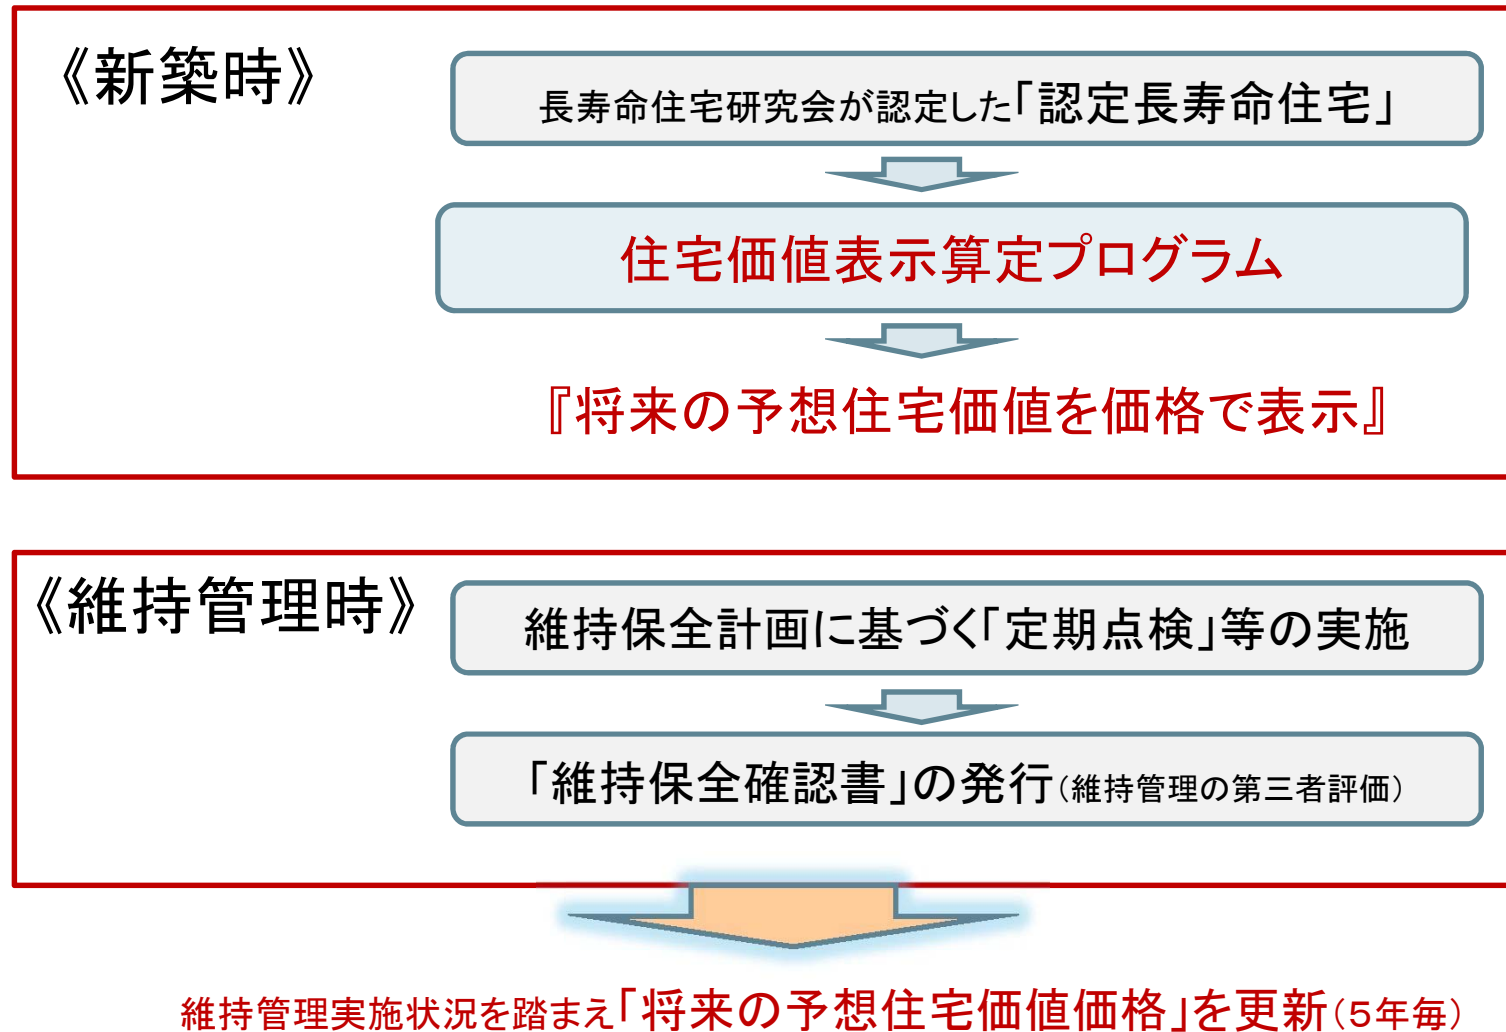 《新築時》
長寿命住宅研究会が認定した「認定長寿命住宅」
住宅価値表示算定プログラム
『将来の予想住宅価値を価格で表示』
《維持管理時》
維持保全計画に基づく「定期点検」等の実施
「維持保全確認書」の発行（維持管理の第三者評価）
維持管理実施状況を踏まえ「将来の予想住宅価値価格」を更新（５年毎）